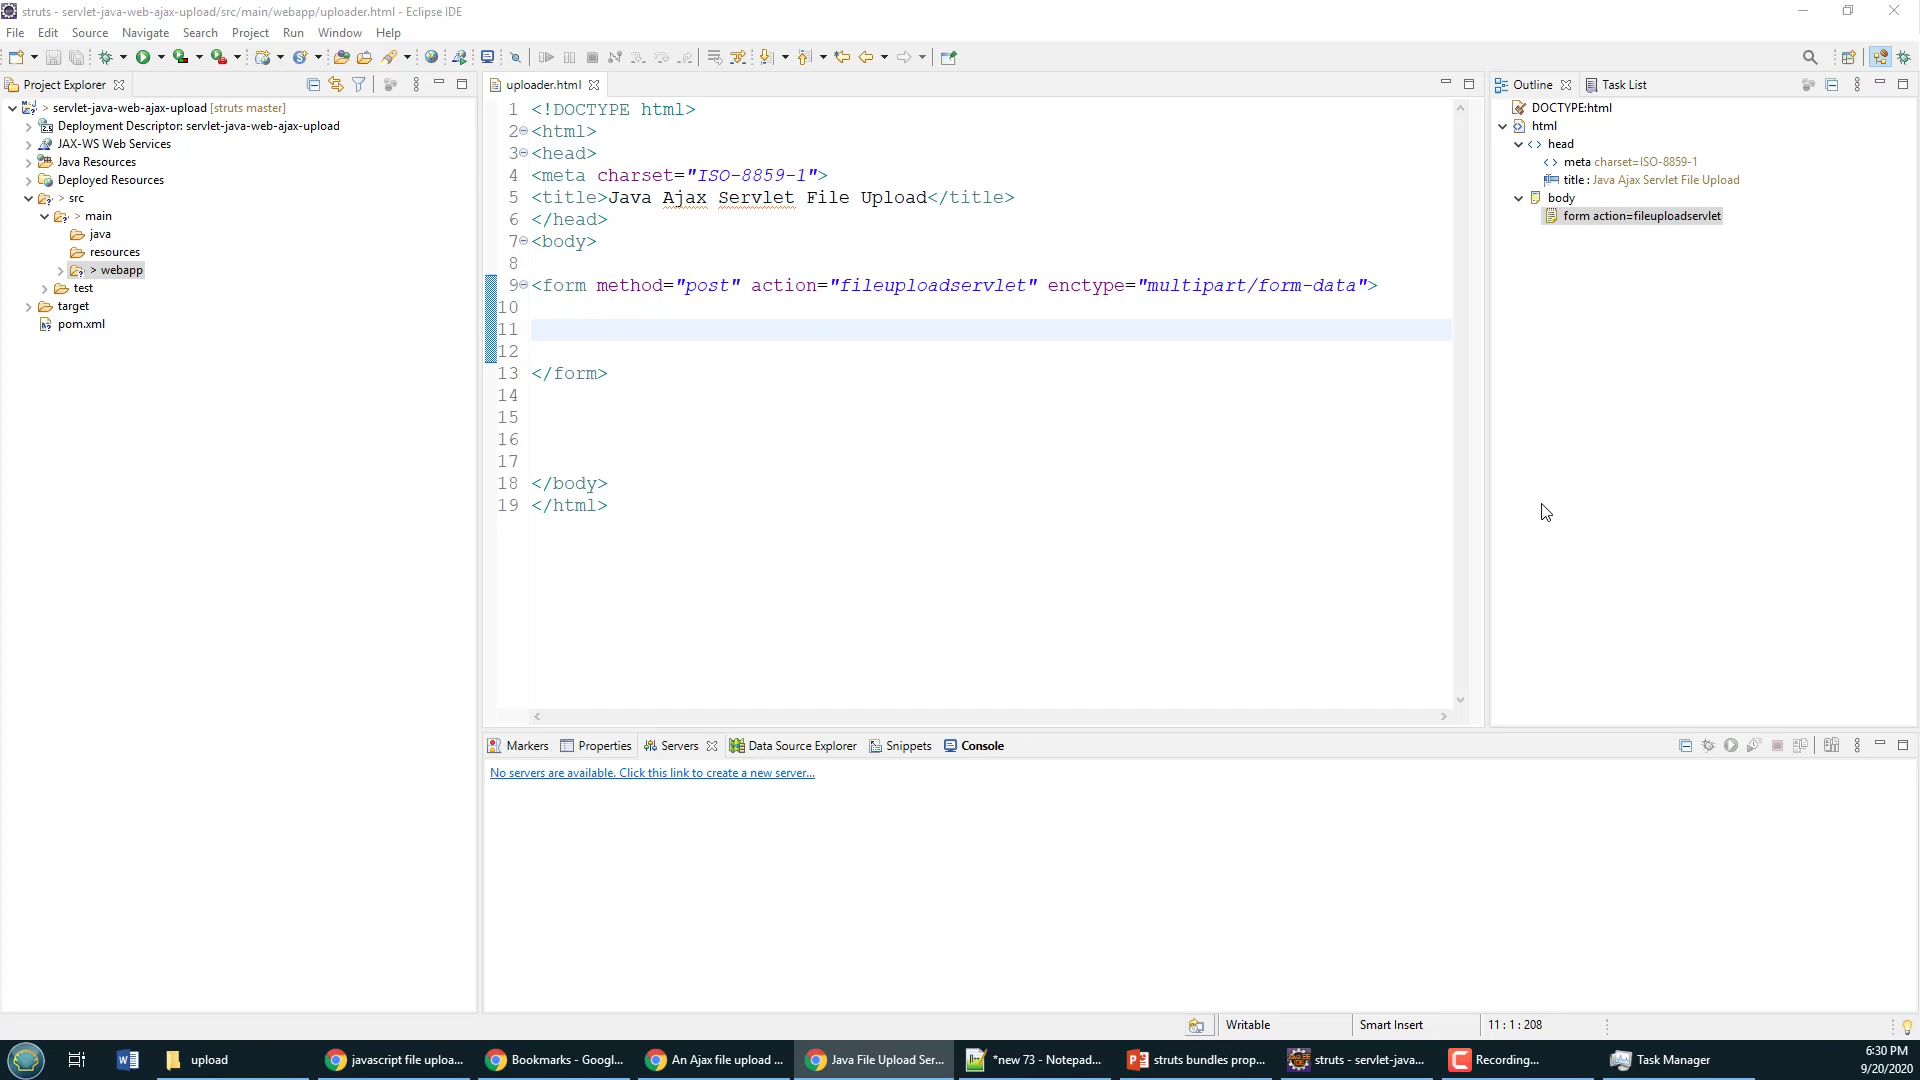 struts - servlet-java-web-ajax-upload/src/main/webapp/uploader.html - Eclipse IDE
File Edit Source Navigate Search Project Run Window Help
Project Explorer
uploader.html
Outline Task List
> servlet-java-web-ajax-upload [struts master]
Deployment Descriptor: servlet-java-web-ajax-upload
JAX-WS Web Services
Java Resources
Deployed Resources
> src
> main
java
resources
> webapp
test
target
pom.xml
1 <!DOCTYPE html>
2 <html>
3 <head>
4 <meta charset="ISO-8859-1">
5 <title>Java Ajax Servlet File Upload</title>
6 </head>
7 <body>
8
9 <form method="post" action="fileuploadservlet" enctype="multipart/form-data">
10
11
12
13 </form>
14
15
16
17
18 </body>
19 </html>
DOCTYPE:html
html
head
meta charset=ISO-8859-1
title : Java Ajax Servlet File Upload
body
form action=fileuploadservlet
Markers Properties Servers Data Source Explorer Snippets Console
No servers are available. Click this link to create a new server...
Writable Smart Insert 11 : 1 : 208
upload javascript file uploa... Bookmarks - Googl... An Ajax file upload ... Java File Upload Ser... *new 73 - Notepad... struts bundles prop... struts - servlet-java... Recording... Task Manager
6:30 PM
9/20/2020